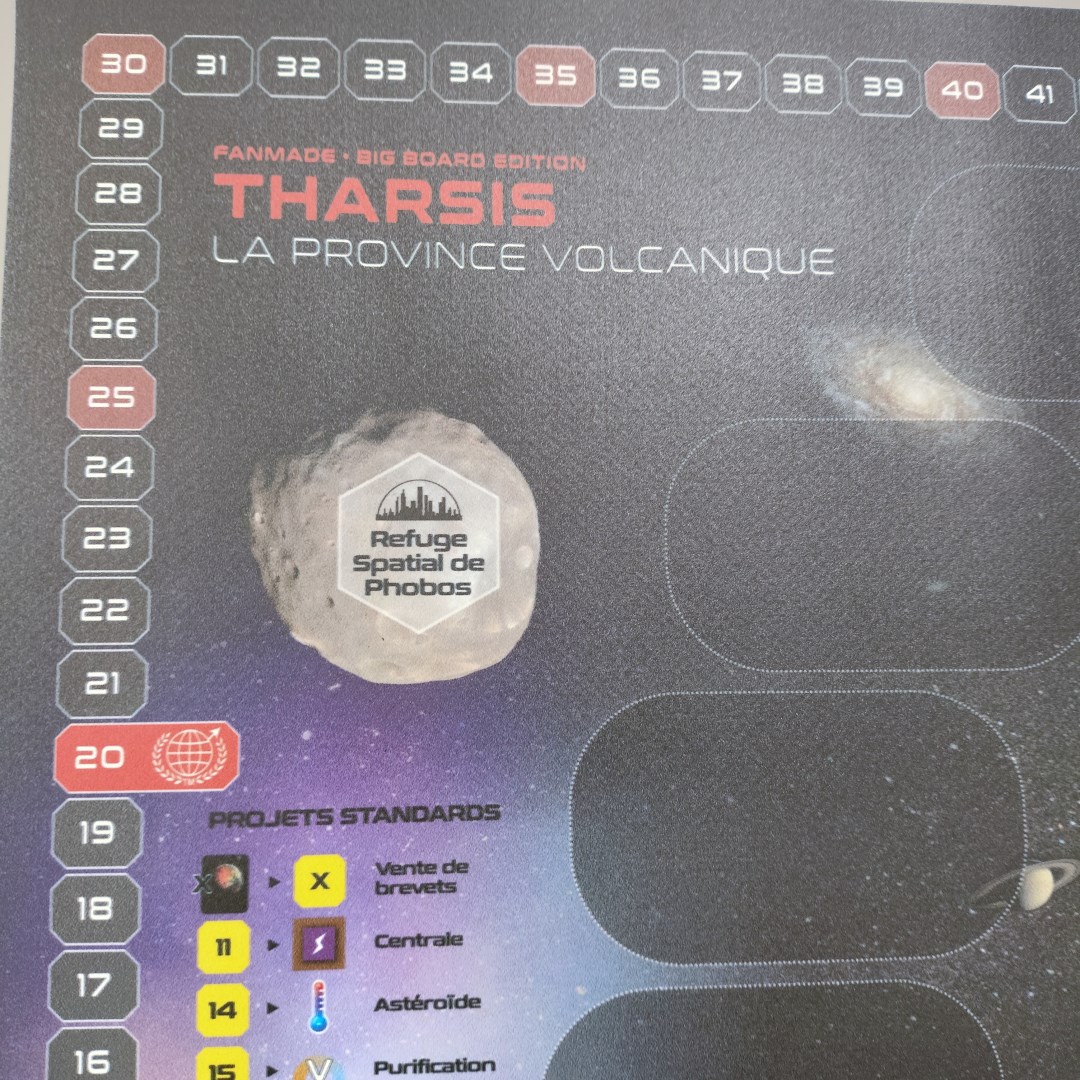 30 31 32 33 34 35 36 37 38 39 40 41
29
28
27
26
25
24
23
22
21
20 TM
19
18
17
16
FANMADE • BIG BOARD EDITION
THARSIS
LA PROVINCE VOLCANIQUE
Refuge
Spatial de
Phobos
PROJETS STANDARDS
X X Vente de
brevets
11 Centrale
14 Astéroïde
15 V Purification